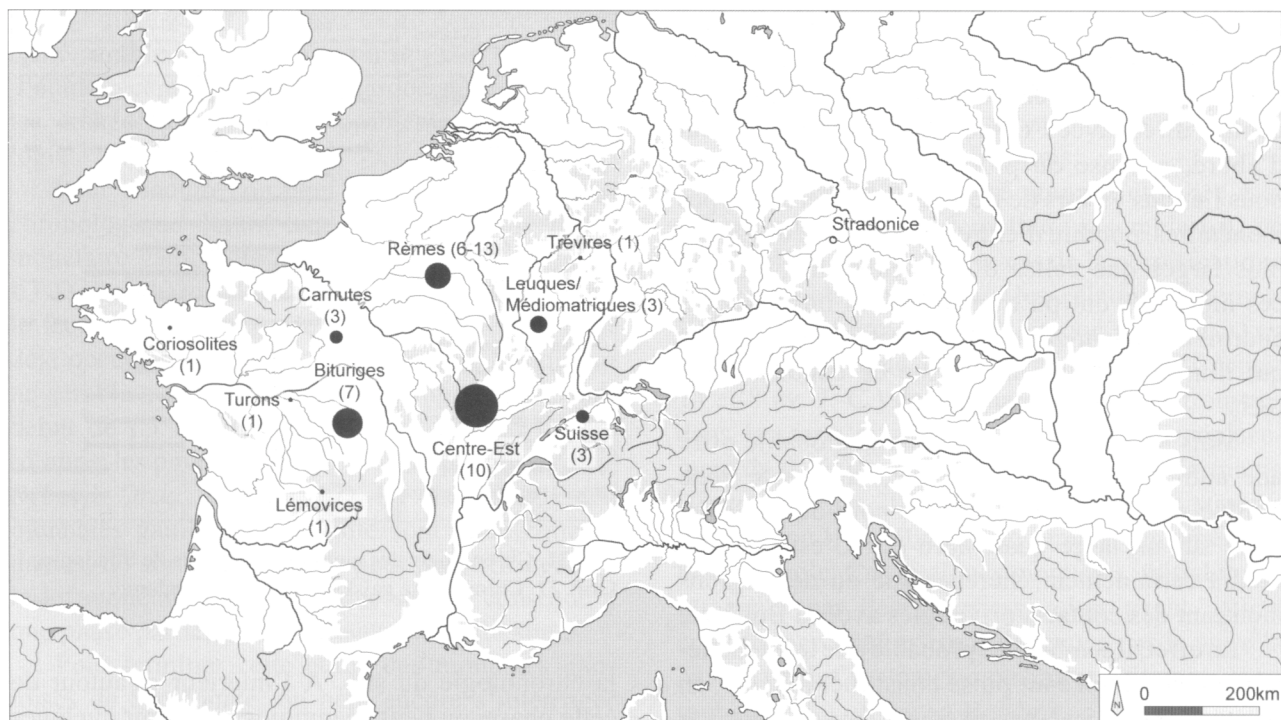 Stradonice
Rèmes (6-13)
Trévires (1)
Leuques/
Médiomatriques (3)
Carnutes
(3)
Coriosolites
(1)
Bituriges
(7)
Turons
(1)
Suisse
(3)
Centre-Est
(10)
Lémovices
(1)
N
0 200km